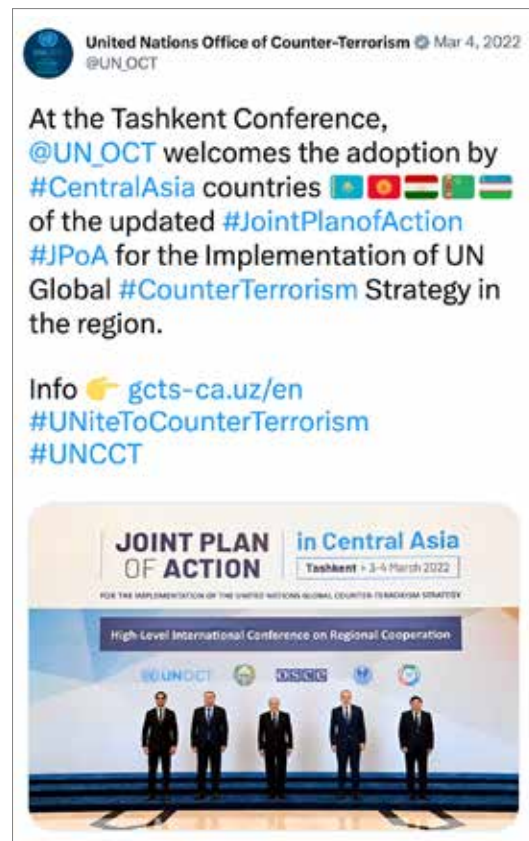 United Nations Office of Counter-Terrorism Mar 4, 2022
@UN_OCT
At the Tashkent Conference,
@UN_OCT welcomes the adoption by
#CentralAsia countries 🇰🇿🇰🇬🇹🇯🇹🇲🇺🇿
of the updated #JointPlanofAction
#JPoA for the Implementation of UN
Global #CounterTerrorism Strategy in
the region.
Info 👉 gcts-ca.uz/en
#UNiteToCounterTerrorism
#UNCCT
JOINT PLAN
OF ACTION
in Central Asia
Tashkent • 3-4 March 2022
FOR THE IMPLEMENTATION OF THE UNITED NATIONS GLOBAL COUNTER-TERRORISM STRATEGY
High-Level International Conference on Regional Cooperation
UNOCT
OSCE